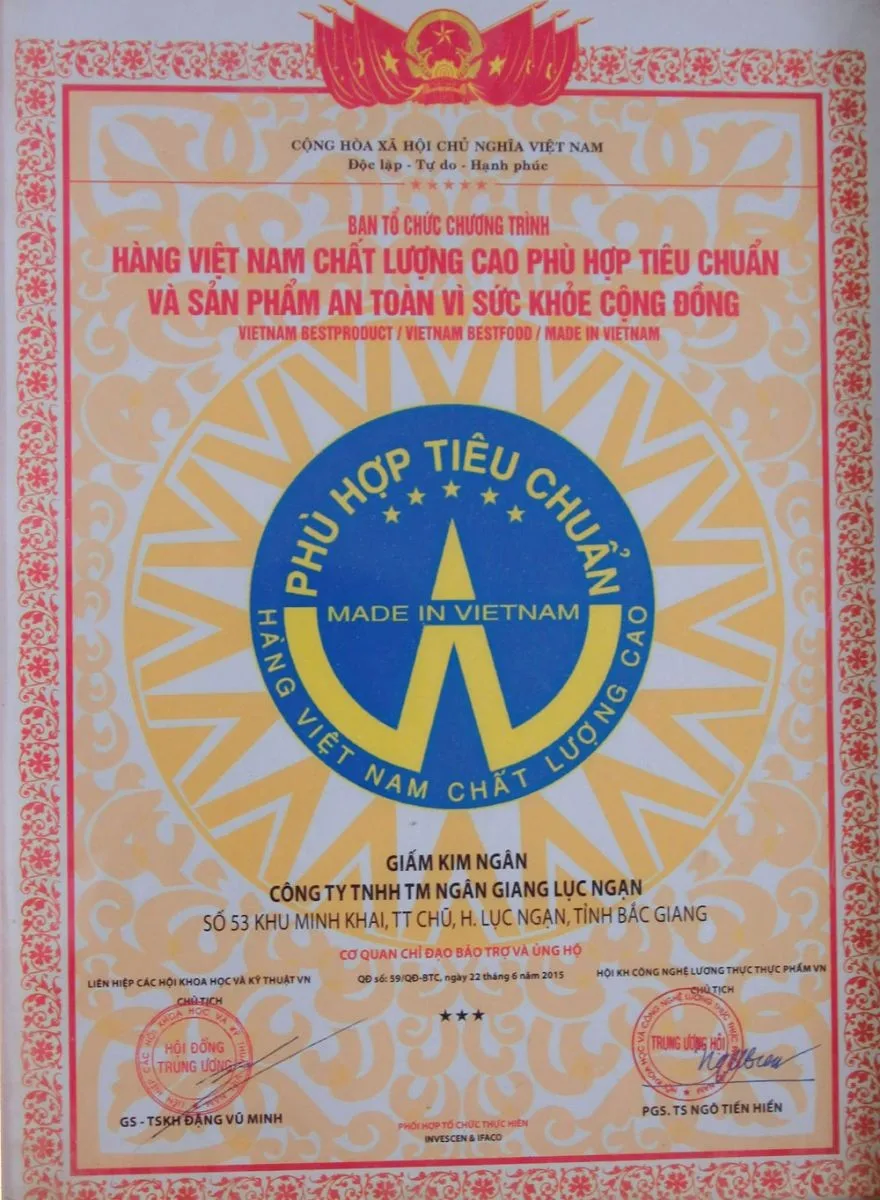 CỘNG HÒA XÃ HỘI CHỦ NGHĨA VIỆT NAM
Độc lập - Tự do - Hạnh phúc
BAN TỔ CHỨC CHƯƠNG TRÌNH
HÀNG VIỆT NAM CHẤT LƯỢNG CAO PHÙ HỢP TIÊU CHUẨN
VÀ SẢN PHẨM AN TOÀN VÌ SỨC KHỎE CỘNG ĐỒNG
VIETNAM BESTPRODUCT / VIETNAM BESTFOOD / MADE IN VIETNAM
PHÙ HỢP TIÊU CHUẨN
MADE IN VIETNAM
HÀNG VIỆT NAM CHẤT LƯỢNG CAO
GIẤM KIM NGÂN
CÔNG TY TNHH TM NGÂN GIANG LỤC NGẠN
SỐ 53 KHU MINH KHAI, TT CHŨ, H. LỤC NGẠN, TỈNH BẮC GIANG
CƠ QUAN CHỈ ĐẠO BẢO TRỢ VÀ ỦNG HỘ
QĐ số: 59/QĐ-BTC, ngày 22 tháng 6 năm 2015
LIÊN HIỆP CÁC HỘI KHOA HỌC VÀ KỸ THUẬT VN
CHỦ TỊCH
HỘI ĐỒNG
TRUNG ƯƠNG
GS - TSKH ĐẶNG VŨ MINH
HỘI KH CÔNG NGHỆ LƯƠNG THỰC THỰC PHẨM VN
CHỦ TỊCH
TRUNG ƯƠNG HỘI
PGS. TS NGÔ TIẾN HIỂN
PHỐI HỢP TỔ CHỨC THỰC HIỆN
INVESCEN & IFACO